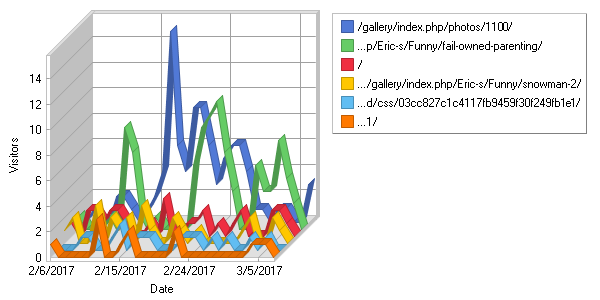 /gallery/index.php/photos/1100/
...p/Eric-s/Funny/fail-owned-parenting/
/
.../gallery/index.php/Eric-s/Funny/snowman-2/
...d/css/03cc827c1c4117fb9459f30f249fb1e1/
...1/
Visitors
14
12
10
8
6
4
2
0
2/6/2017 2/15/2017 2/24/2017 3/5/2017
Date